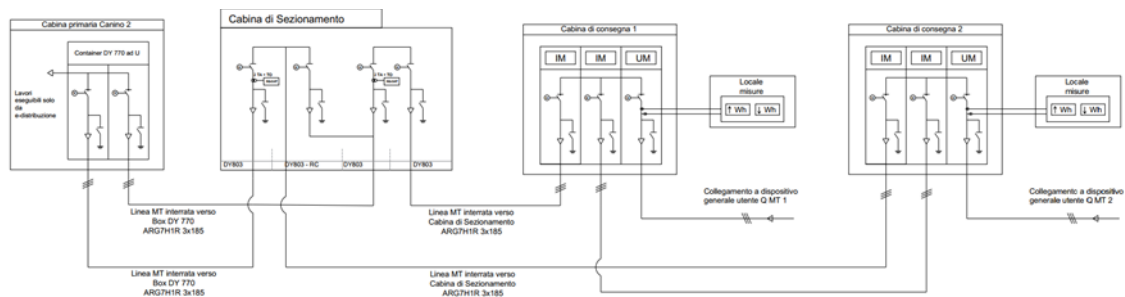 Cabina primaria Canino 2
Container DY 770 ad U
Lavori
eseguibili solo
da
e-distribuzione
Cabina di Sezionamento
DY803
DY803 - RC
DY803
DY803
Cabina di consegna 1
IM
IM
UM
Locale
misure
↑ Wh
↓ Wh
Cabina di consegna 2
IM
IM
UM
Locale
misure
↑ Wh
↓ Wh
Collegamento a dispositivo
generale utente Q MT 1
Collegamento a dispositivo
generale utente Q MT 2
Linea MT interrata verso
Box DY 770
ARG7H1R 3x185
Linea MT interrata verso
Cabina di Sezionamento
ARG7H1R 3x185
Linea MT interrata verso
Box DY 770
ARG7H1R 3x185
Linea MT interrata verso
Cabina di Sezionamento
ARG7H1R 3x185